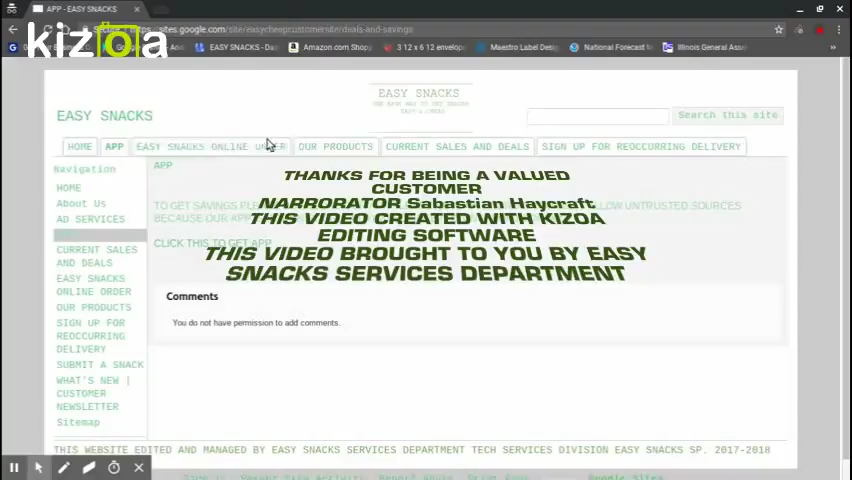 APP - EASY SNACKS
sites.google.com/site/easycheepcustomersite/deals-and-savings
EASY SNACKS - Da
Amazon.com Shopp
3 12 x 6 12 envelop
Maestro Label Desig
National Forecast M
Illinois General Asse
kizoa
EASY SNACKS
EASY SNACKS
Search this site
HOME
APP
EASY SNACKS ONLINE ORDER
OUR PRODUCTS
CURRENT SALES AND DEALS
SIGN UP FOR REOCCURRING DELIVERY
Navigation
HOME
About Us
AD SERVICES
CURRENT SALES
AND DEALS
EASY SNACKS
ONLINE ORDER
OUR PRODUCTS
SIGN UP FOR
REOCCURRING
DELIVERY
SUBMIT A SNACK
WHAT'S NEW |
CUSTOMER
NEWSLETTER
Sitemap
APP
TO GET SAVINGS
LLOW UNTRUSTED SOURCES
BECAUSE OUR APP
CLICK THIS TO GET APP
THANKS FOR BEING A VALUED
CUSTOMER
NARRORATOR Sabastian Haycraft
THIS VIDEO CREATED WITH KIZOA
EDITING SOFTWARE
THIS VIDEO BROUGHT TO YOU BY EASY
SNACKS SERVICES DEPARTMENT
Comments
You do not have permission to add comments.
THIS WEBSITE EDITED AND MANAGED BY EASY SNACKS SERVICES DEPARTMENT TECH SERVICES DIVISION EASY SNACKS SP. 2017-2018
Google Sites